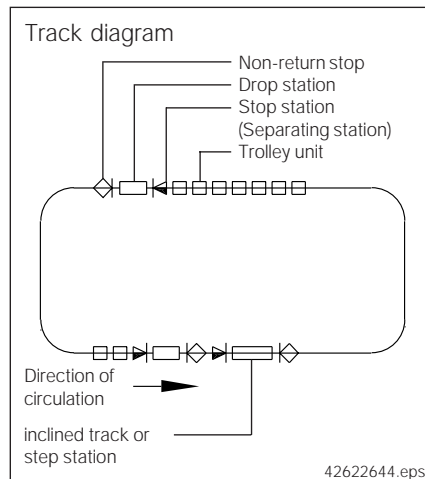 Track diagram
Non-return stop
Drop station
Stop station
(Separating station)
Trolley unit
Direction of
circulation
inclined track or
step station
42622644.eps